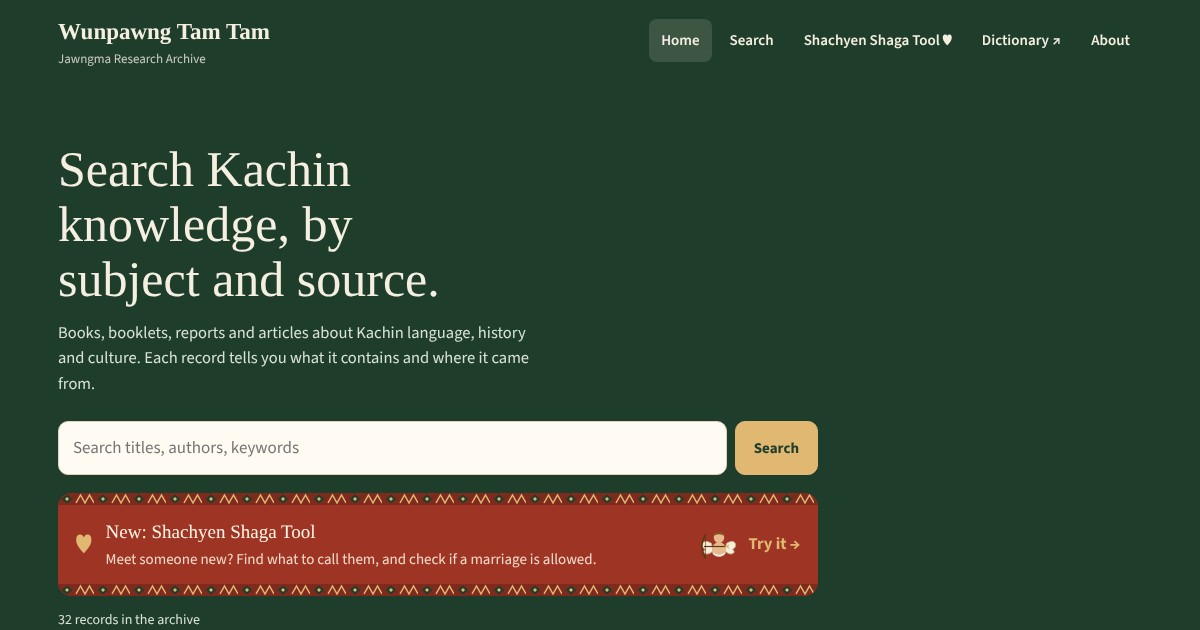 Wunpawng Tam Tam
Jawngma Research Archive
Home
Search
Shachyen Shaga Tool ♥
Dictionary ↗
About
Search Kachin
knowledge, by
subject and source.
Books, booklets, reports and articles about Kachin language, history
and culture. Each record tells you what it contains and where it came
from.
Search titles, authors, keywords
Search
New: Shachyen Shaga Tool
Meet someone new? Find what to call them, and check if a marriage is allowed.
Try it →
32 records in the archive